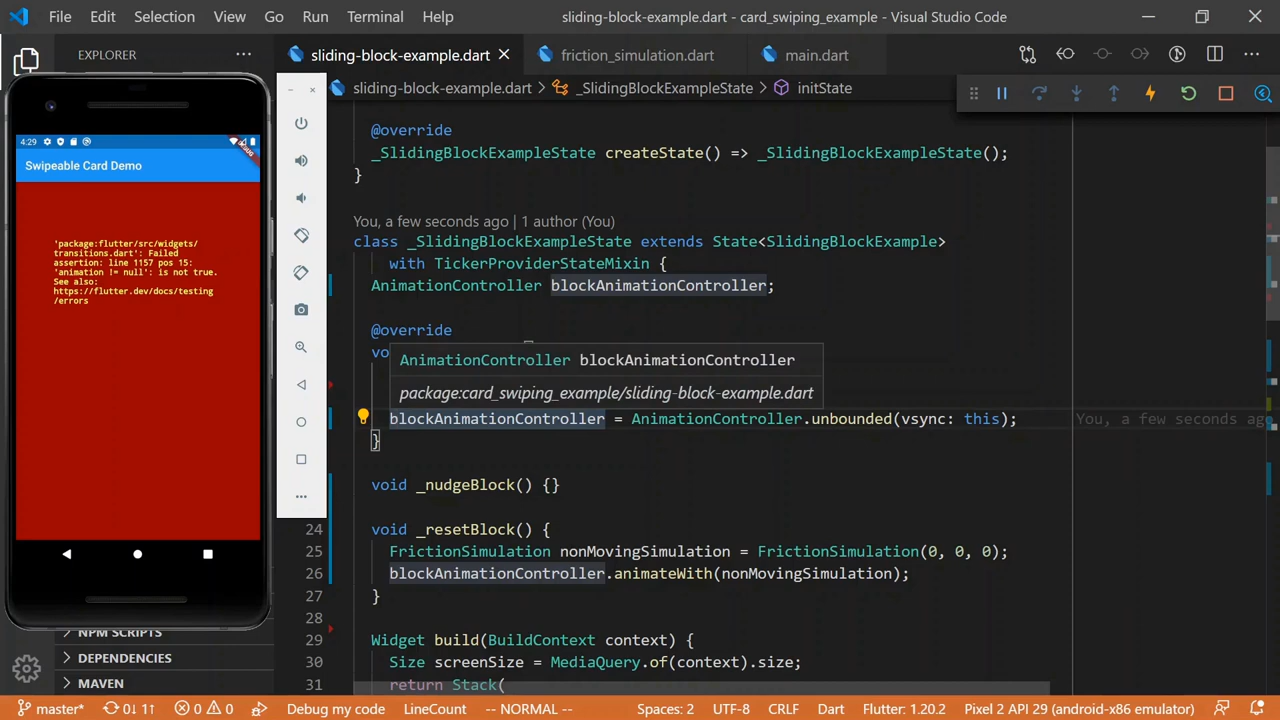 File Edit Selection View Go Run Terminal Help
sliding-block-example.dart - card_swiping_example - Visual Studio Code
EXPLORER
sliding-block-example.dart
friction_simulation.dart
main.dart
sliding-block-example.dart > _SlidingBlockExampleState > initState
4:29
DEBUG
Swipeable Card Demo
'package:flutter/src/widgets/
transitions.dart': Failed
assertion: line 1157 pos 15:
'animation != null': is not true.
See also:
https://flutter.dev/docs/testing
/errors
@override
_SlidingBlockExampleState createState() => _SlidingBlockExampleState();
}
You, a few seconds ago | 1 author (You)
class _SlidingBlockExampleState extends State<SlidingBlockExample>
with TickerProviderStateMixin {
AnimationController blockAnimationController;
@override
vo
AnimationController blockAnimationController
package:card_swiping_example/sliding-block-example.dart
blockAnimationController = AnimationController.unbounded(vsync: this);
You, a few seconds ago
}
void _nudgeBlock() {}
24 void _resetBlock() {
25 FrictionSimulation nonMovingSimulation = FrictionSimulation(0, 0, 0);
26 blockAnimationController.animateWith(nonMovingSimulation);
27 }
28
29 Widget build(BuildContext context) {
30 Size screenSize = MediaQuery.of(context).size;
31 return Stack(
NPM SCRIPTS
DEPENDENCIES
MAVEN
master* 0↓ 1↑ 0 0 Debug my code LineCount -- NORMAL -- Spaces: 2 UTF-8 CRLF Dart Flutter: 1.20.2 Pixel 2 API 29 (android-x86 emulator)